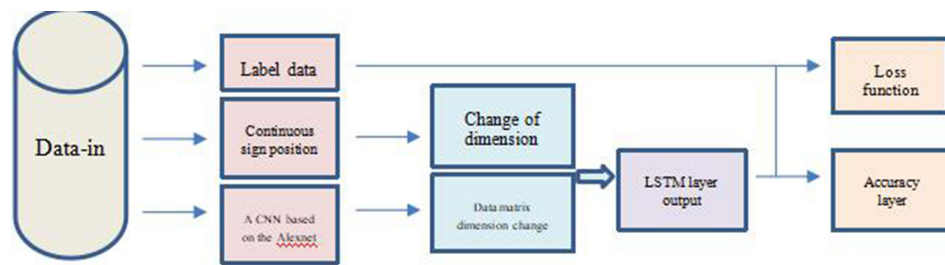 Data-in
Label data
Continuous
sign position
A CNN based
on the Alexnet
Change of
dimension
Data matrix
dimension change
LSTM layer
output
Loss
function
Accuracy
layer